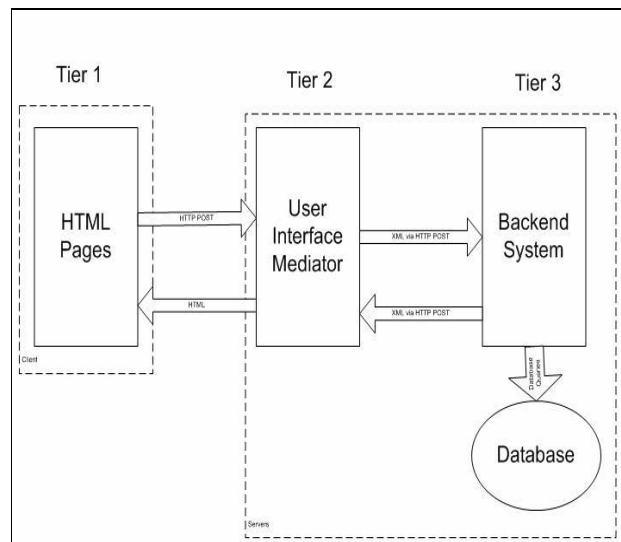 Tier 1
Tier 2
Tier 3
HTML
Pages
HTTP POST
User
Interface
Mediator
XML via HTTP POST
Backend
System
HTML
XML via HTTP POST
Client
Database
Queries
Database
Servers